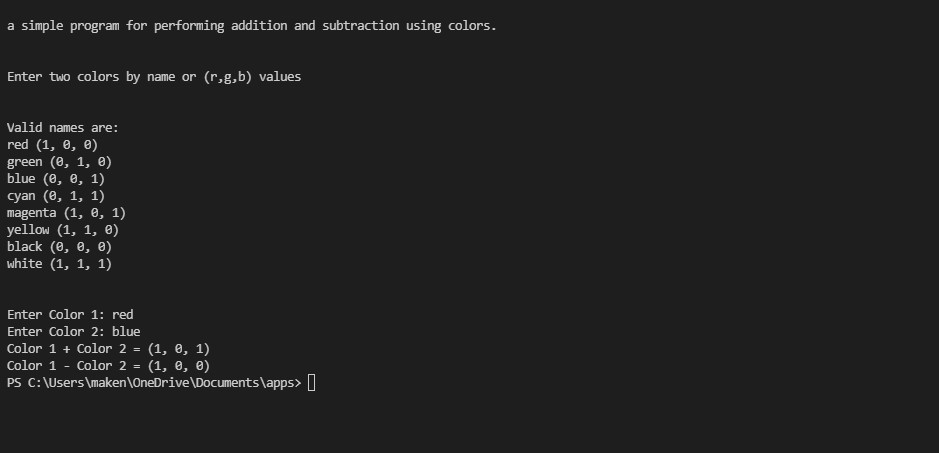 a simple program for performing addition and subtraction using colors.
Enter two colors by name or (r,g,b) values
Valid names are:
red (1, 0, 0)
green (0, 1, 0)
blue (0, 0, 1)
cyan (0, 1, 1)
magenta (1, 0, 1)
yellow (1, 1, 0)
black (0, 0, 0)
white (1, 1, 1)
Enter Color 1: red
Enter Color 2: blue
Color 1 + Color 2 = (1, 0, 1)
Color 1 - Color 2 = (1, 0, 0)
PS C:\Users\maken\OneDrive\Documents\apps>